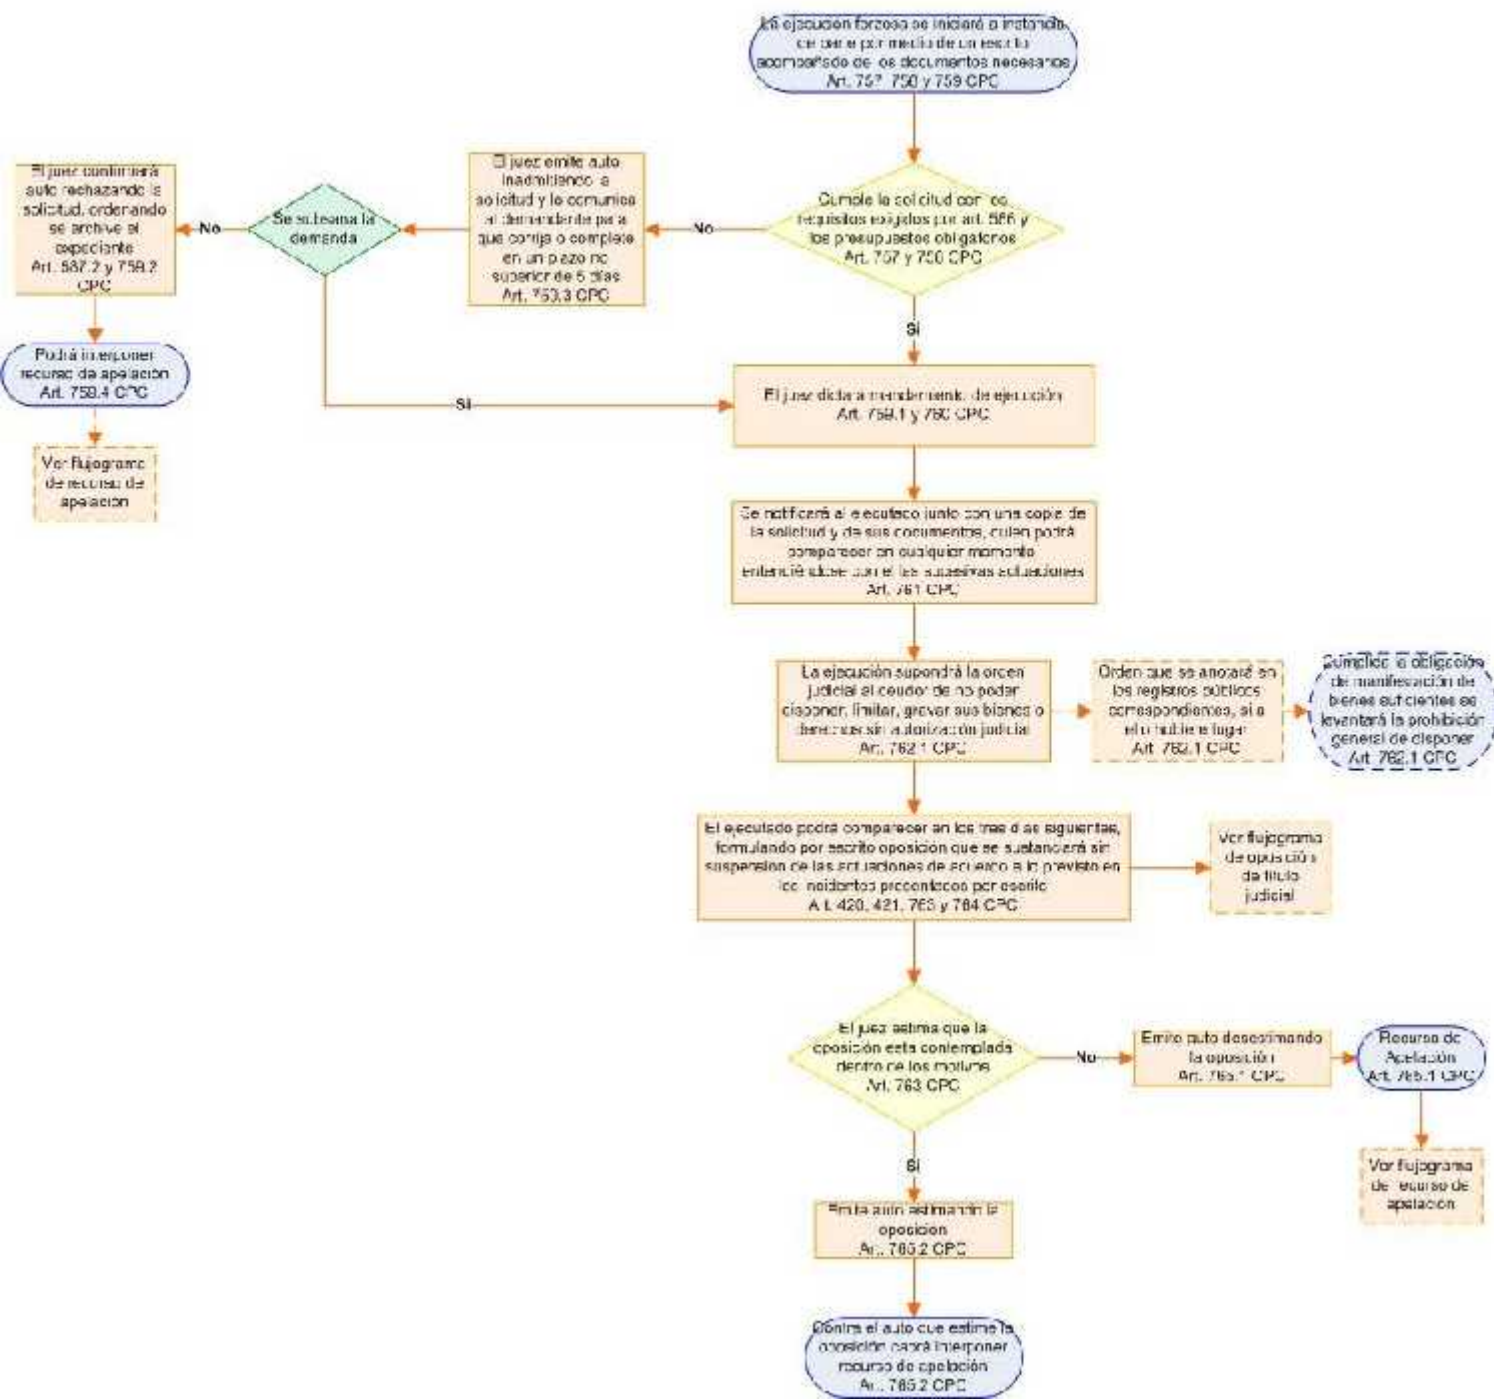 La ejecución forzosa se iniciará a instancia
de parte por medio de un escrito
acompañado de los documentos necesarios
Art. 757, 758 y 759 CPC
Cumple la solicitud con los
requisitos exigidos por art. 586 y
los presupuestos obligatorios
Art. 757 y 758 CPC
No
El juez emite auto
inadmitiendo la
solicitud y lo comunica
al demandante para
que corrija o complete
en un plazo no
superior de 5 días
Art. 759.3 CPC
Se subsana la
demanda
No
El juez confirmará
auto rechazando la
solicitud, ordenando
se archive el
expediente
Art. 587.2 y 759.2
CPC
Podrá interponer
recurso de apelación
Art. 759.4 CPC
Ver flujograma
de recurso de
apelación
Sí
Sí
El juez dictará mandamiento de ejecución
Art. 759.1 y 760 CPC
Se notificará al ejecutado junto con una copia de
la solicitud y de sus documentos, quien podrá
comparecer en cualquier momento
entendiéndose con el las sucesivas actuaciones
Art. 761 CPC
La ejecución supondrá la orden
judicial al deudor de no poder
disponer, limitar, gravar sus bienes o
derechos sin autorización judicial
Art. 762.1 CPC
Orden que se anotará en
los registros públicos
correspondientes, si a
ello hubiere lugar
Art. 762.1 CPC
Cumplida la obligación
de manifestación de
bienes suficientes se
levantará la prohibición
general de disponer
Art. 762.1 CPC
El ejecutado podrá comparecer en los tres días siguientes,
formulando por escrito oposición que se sustanciará sin
suspensión de las actuaciones de acuerdo a lo previsto en
los incidentes presentados por escrito
Art. 420, 421, 763 y 764 CPC
Ver flujograma
de oposición
de título
judicial
El juez estima que la
oposición esta contemplada
dentro de los motivos
Art. 763 CPC
No
Emite auto desestimando
la oposición
Art. 765.1 CPC
Recurso de
Apelación
Art. 765.1 CPC
Ver flujograma
de recurso de
apelación
Sí
Emite auto estimando la
oposición
Art. 765.2 CPC
Contra el auto que estime la
oposición cabrá interponer
recurso de apelación
Art. 765.2 CPC